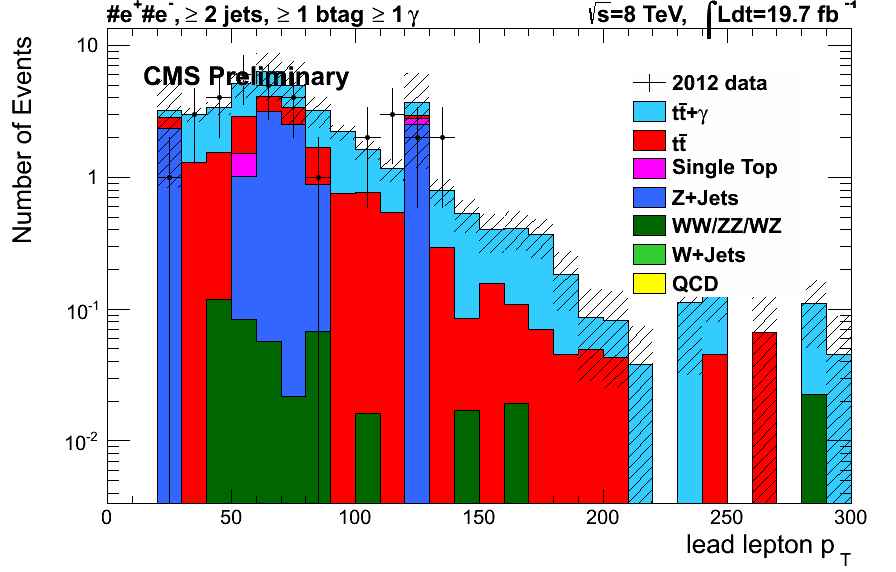 #e⁺#e⁻, ≥ 2 jets, ≥ 1 btag ≥ 1 γ
√s=8 TeV, ∫Ldt=19.7 fb⁻¹
CMS Preliminary
Number of Events
10
1
10⁻¹
10⁻²
2012 data
tt̄+γ
tt̄
Single Top
Z+Jets
WW/ZZ/WZ
W+Jets
QCD
0 50 100 150 200 250 300
lead lepton p_T